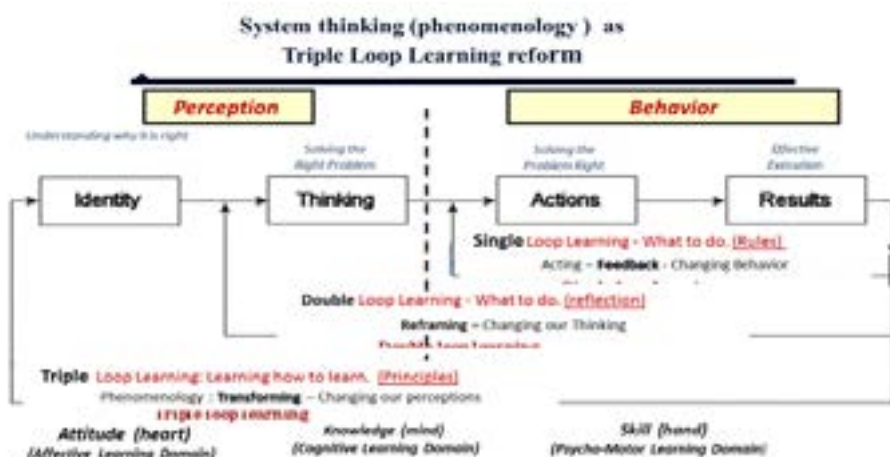 System thinking (phenomenology ) as
Triple Loop Learning reform
Perception
Behavior
Understanding why it is right
Solving the
Right Problem
Solving the
Problem Right
Effective
Execution
Identity
Thinking
Actions
Results
Single Loop Learning - What to do. (Rules)
Acting – Feedback - Changing Behavior
Double Loop Learning - What to do. (reflection)
Reframing – Changing our Thinking
Double loop Learning
Triple Loop Learning: Learning how to learn. (Principles)
Phenomenology : Transforming – Changing our perceptions
Triple loop Learning
Attitude (heart)
(Affective Learning Domain)
Knowledge (mind)
(Cognitive Learning Domain)
Skill (hand)
(Psycho-Motor Learning Domain)